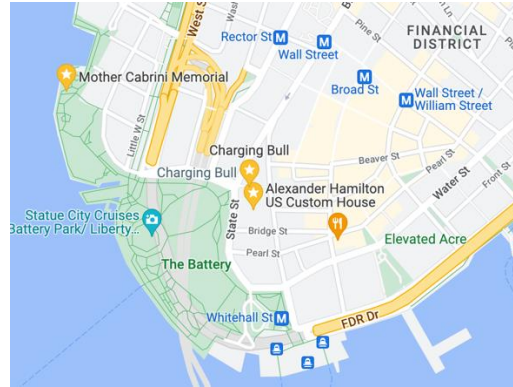 FINANCIAL
DISTRICT
West St
Rector St
Wall Street
Pine St
Broad St
Wall Street /
William Street
Mother Cabrini Memorial
Little W St
Charging Bull
Charging Bull
Beaver St
Pearl St
Water St
Front St
Alexander Hamilton
US Custom House
State St
Statue City Cruises
Battery Park/ Liberty...
Bridge St
Elevated Acre
The Battery
Pearl St
Whitehall St
FDR Dr